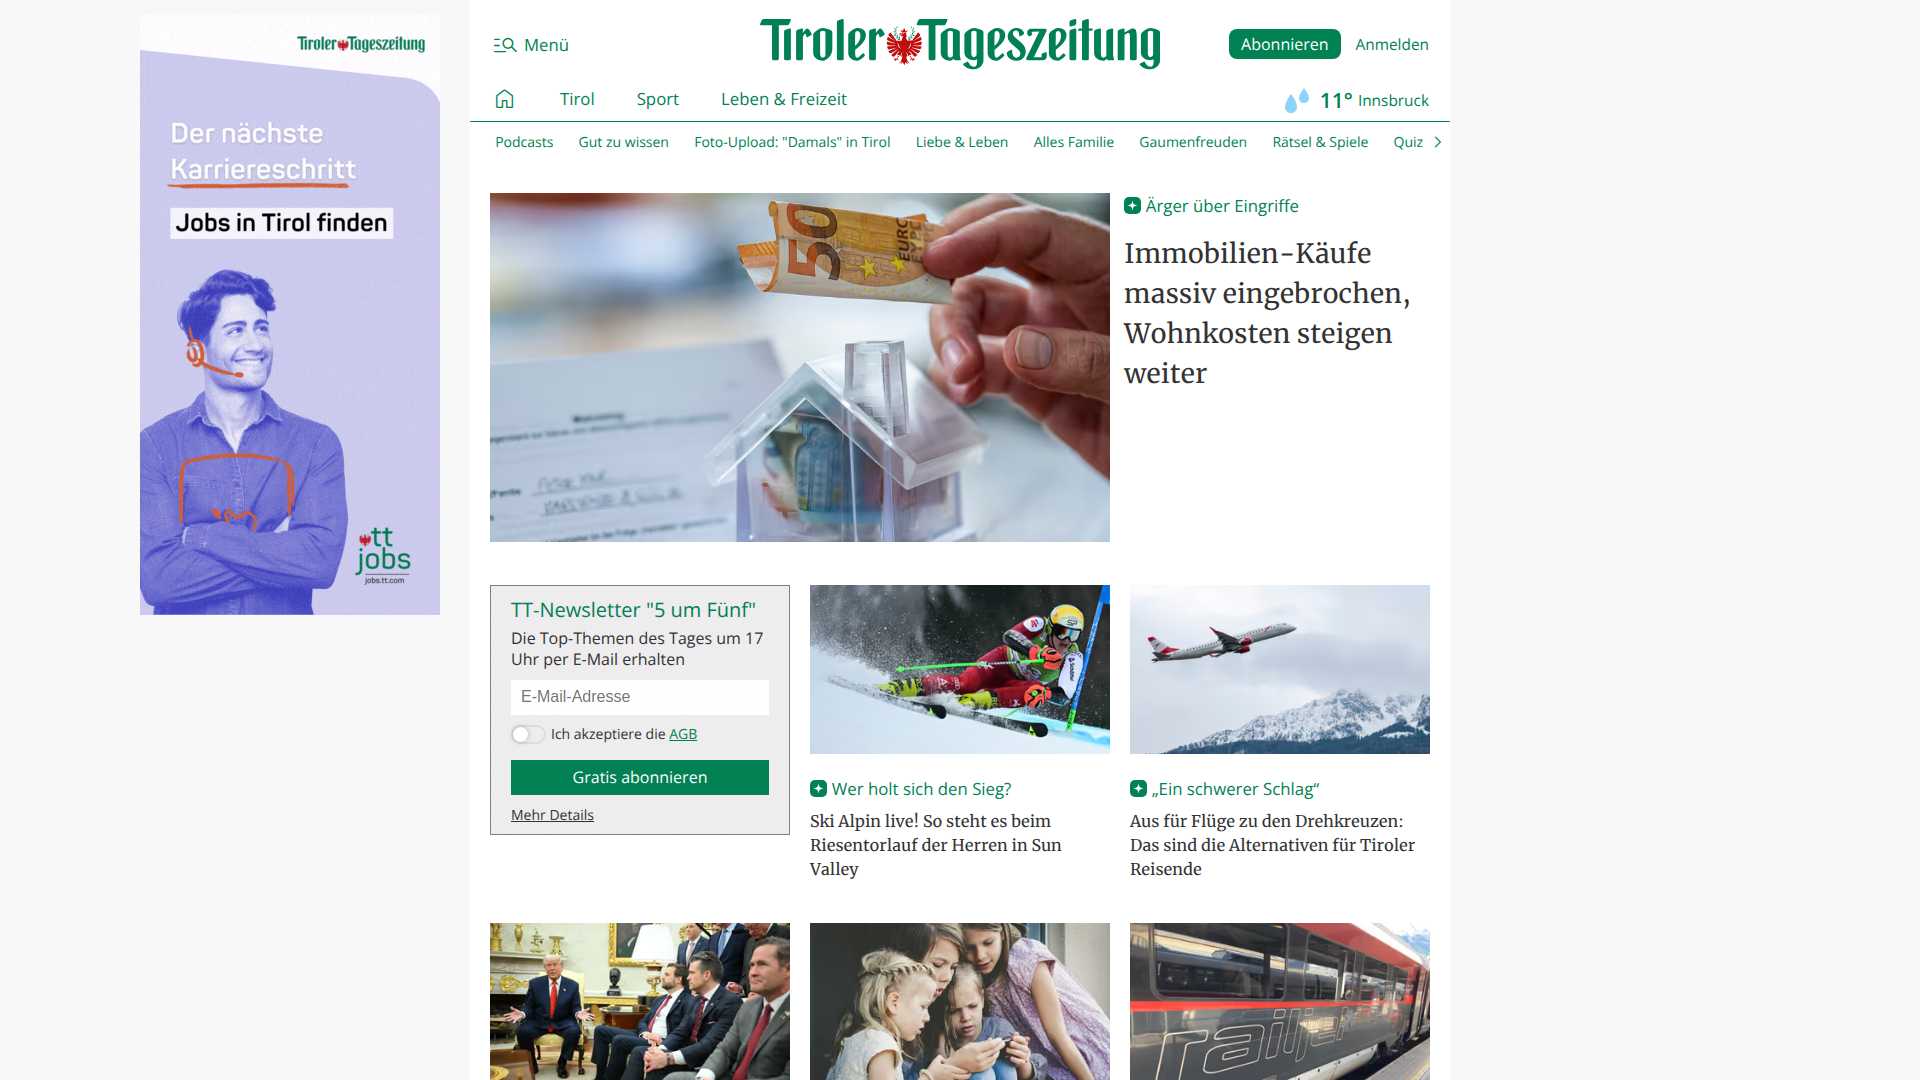 Tiroler Tageszeitung
Der nächste
Karriereschritt
Jobs in Tirol finden
tt
jobs
jobs.tt.com
Menü
Tiroler Tageszeitung
Abonnieren
Anmelden
Tirol
Sport
Leben & Freizeit
11° Innsbruck
Podcasts
Gut zu wissen
Foto-Upload: "Damals" in Tirol
Liebe & Leben
Alles Familie
Gaumenfreuden
Rätsel & Spiele
Quiz
50
EURO
Ärger über Eingriffe
Immobilien-Käufe
massiv eingebrochen,
Wohnkosten steigen
weiter
TT-Newsletter "5 um Fünf"
Die Top-Themen des Tages um 17
Uhr per E-Mail erhalten
E-Mail-Adresse
Ich akzeptiere die AGB
Gratis abonnieren
Mehr Details
Wer holt sich den Sieg?
Ski Alpin live! So steht es beim
Riesentorlauf der Herren in Sun
Valley
„Ein schwerer Schlag“
Aus für Flüge zu den Drehkreuzen:
Das sind die Alternativen für Tiroler
Reisende
railjet